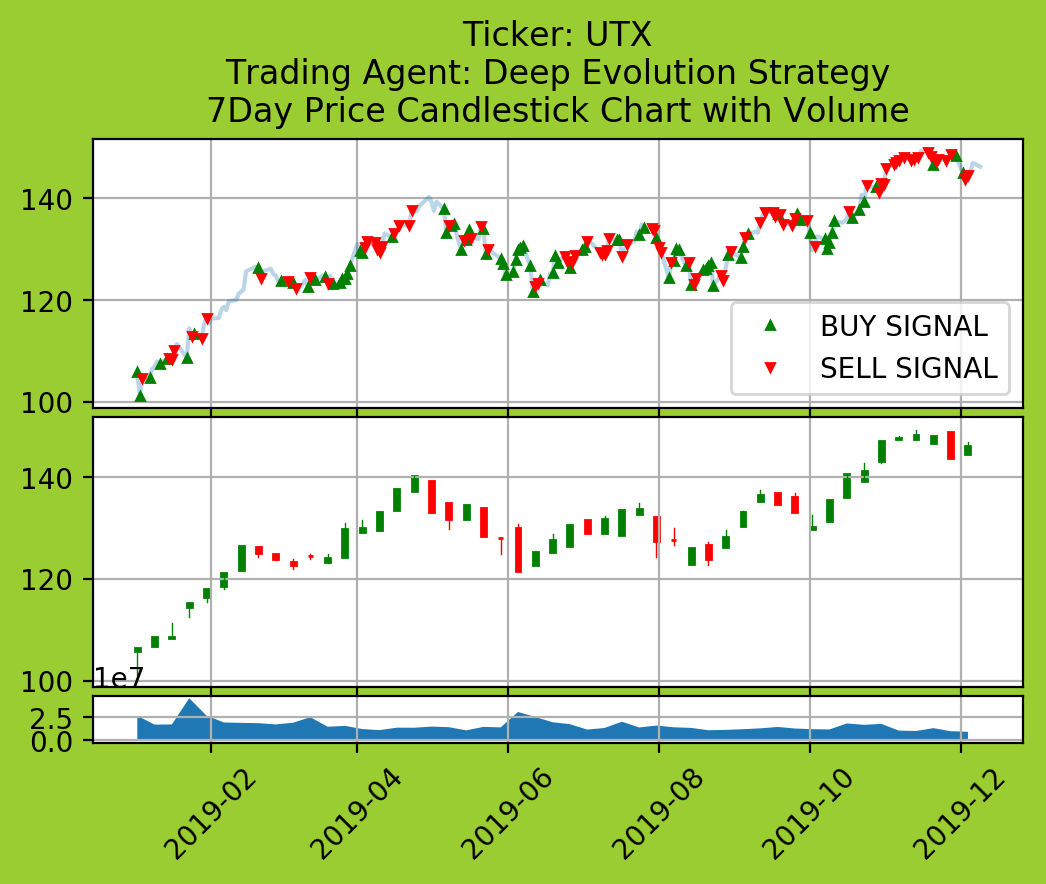 Ticker: UTX
Trading Agent: Deep Evolution Strategy
7Day Price Candlestick Chart with Volume
140
120
100
BUY SIGNAL
SELL SIGNAL
140
120
100
1e7
2.5
0.0
2019-02
2019-04
2019-06
2019-08
2019-10
2019-12